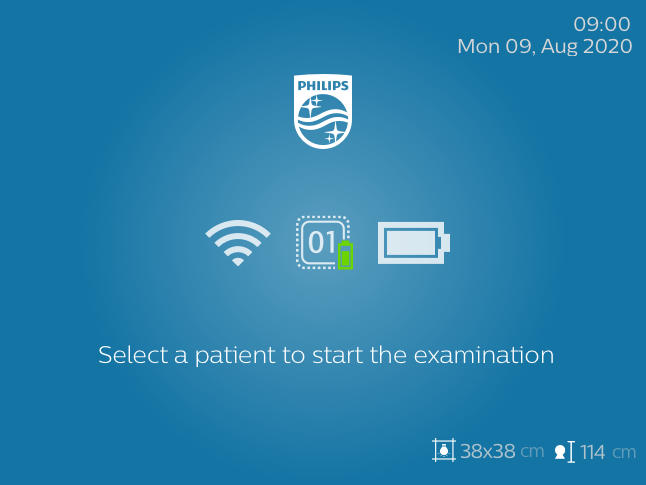 09:00
Mon 09, Aug 2020
PHILIPS
01
Select a patient to start the examination
38x38 cm 114 cm